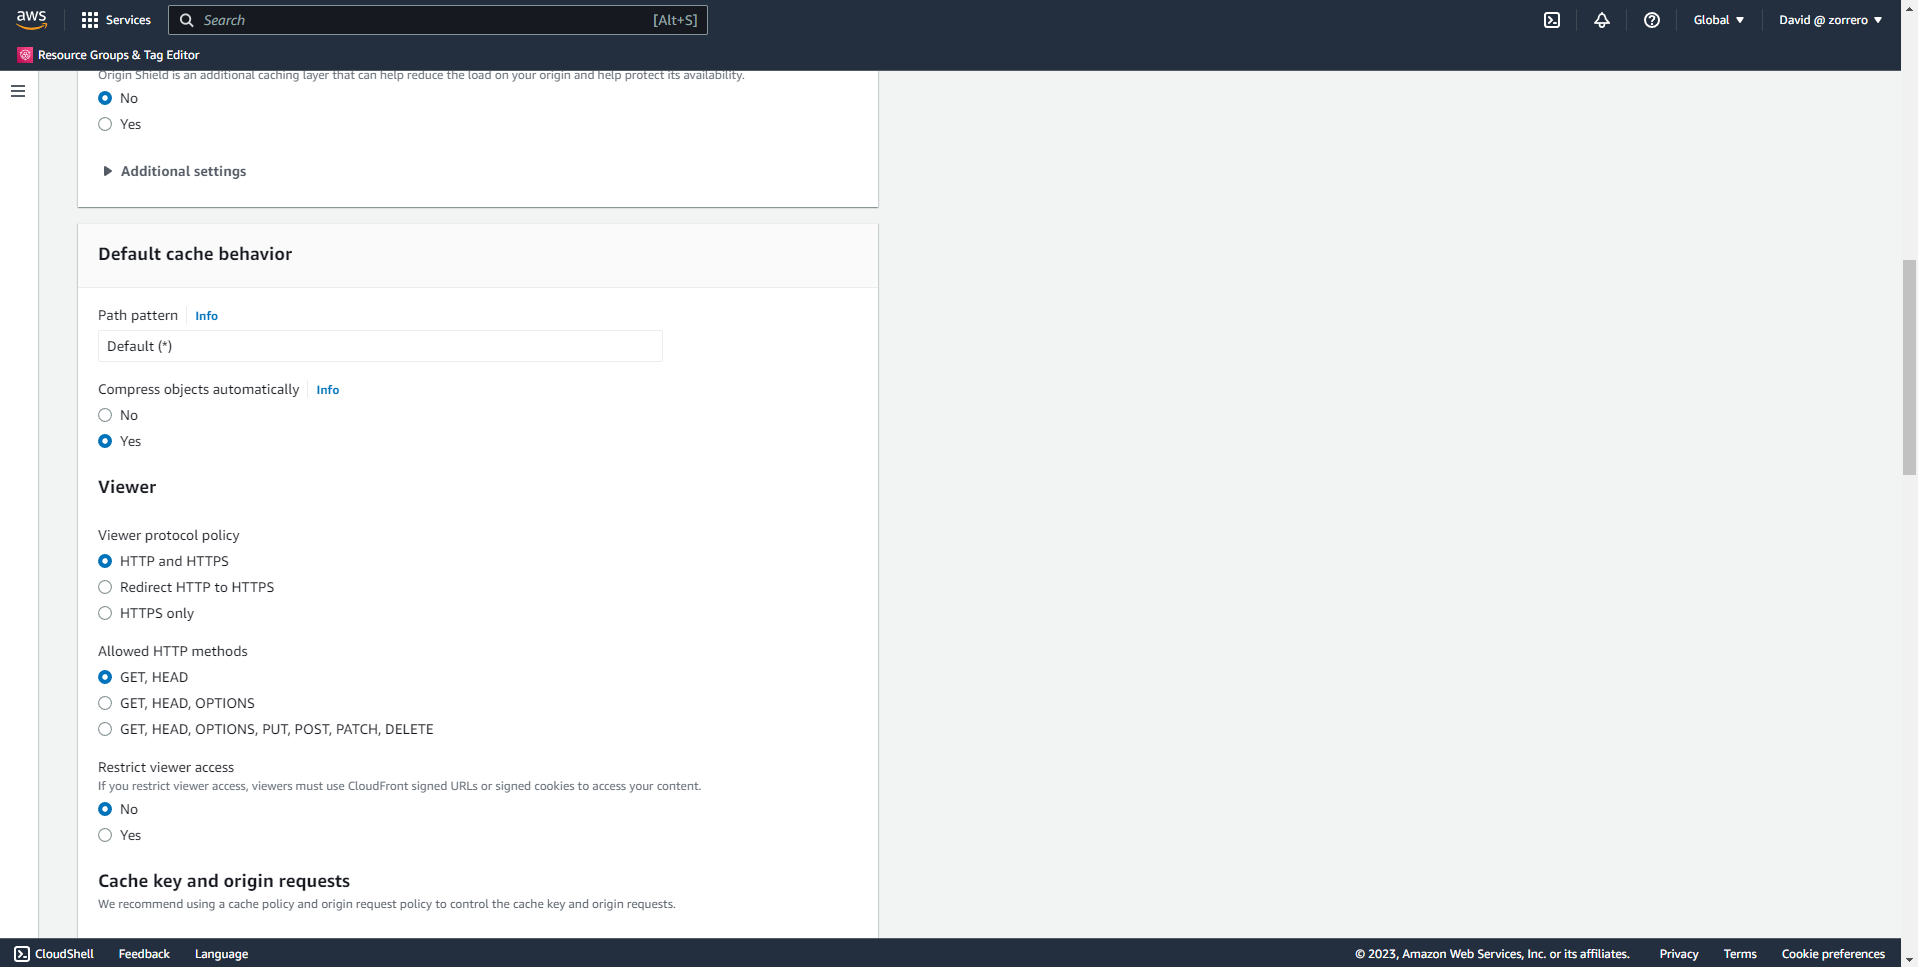 aws
Services
Search
[Alt+S]
Global
David @ zorrero
Resource Groups & Tag Editor
Origin Shield is an additional caching layer that can help reduce the load on your origin and help protect its availability.
No
Yes
Additional settings
Default cache behavior
Path pattern
Info
Default (*)
Compress objects automatically
Info
No
Yes
Viewer
Viewer protocol policy
HTTP and HTTPS
Redirect HTTP to HTTPS
HTTPS only
Allowed HTTP methods
GET, HEAD
GET, HEAD, OPTIONS
GET, HEAD, OPTIONS, PUT, POST, PATCH, DELETE
Restrict viewer access
If you restrict viewer access, viewers must use CloudFront signed URLs or signed cookies to access your content.
No
Yes
Cache key and origin requests
We recommend using a cache policy and origin request policy to control the cache key and origin requests.
CloudShell
Feedback
Language
© 2023, Amazon Web Services, Inc. or its affiliates.
Privacy
Terms
Cookie preferences